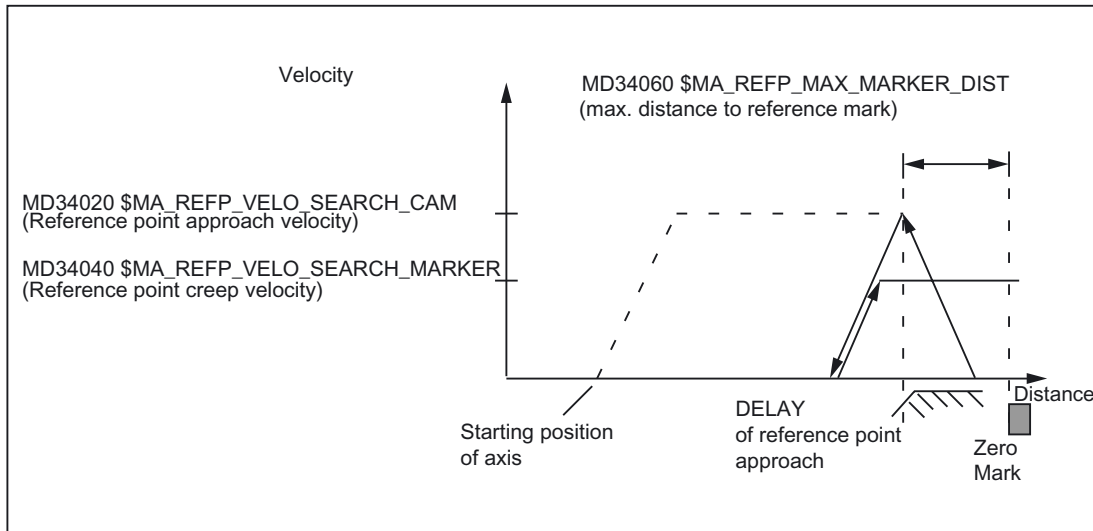 Velocity
MD34060 $MA_REFP_MAX_MARKER_DIST
(max. distance to reference mark)
MD34020 $MA_REFP_VELO_SEARCH_CAM
(Reference point approach velocity)
MD34040 $MA_REFP_VELO_SEARCH_MARKER
(Reference point creep velocity)
Starting position
of axis
DELAY
of reference point
approach
Distance
Zero
Mark